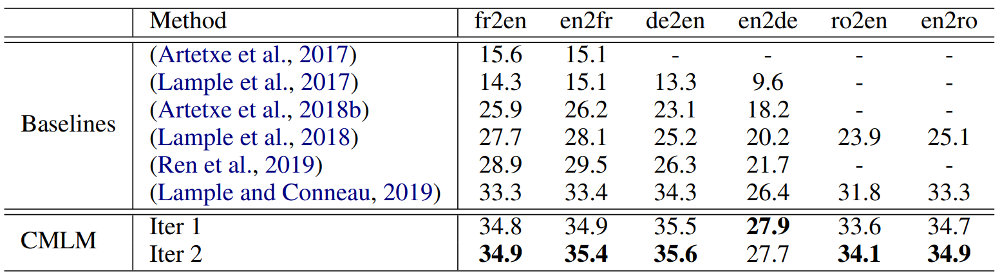 Method fr2en en2fr de2en en2de ro2en en2ro
(Artetxe et al., 2017) 15.6 15.1 - - - -
(Lample et al., 2017) 14.3 15.1 13.3 9.6 - -
(Artetxe et al., 2018b) 25.9 26.2 23.1 18.2 - -
Baselines
(Lample et al., 2018) 27.7 28.1 25.2 20.2 23.9 25.1
(Ren et al., 2019) 28.9 29.5 26.3 21.7 - -
(Lample and Conneau, 2019) 33.3 33.4 34.3 26.4 31.8 33.3
CMLM
Iter 1 34.8 34.9 35.5 27.9 33.6 34.7
Iter 2 34.9 35.4 35.6 27.7 34.1 34.9